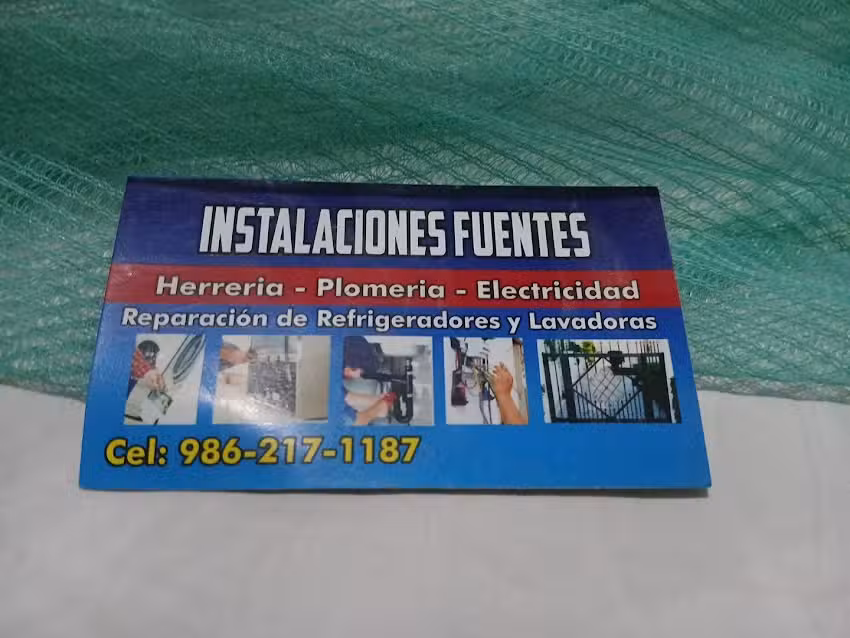 INSTALACIONES FUENTES
Herreria - Plomeria - Electricidad
Reparación de Refrigeradores y Lavadoras
Cel: 986-217-1187